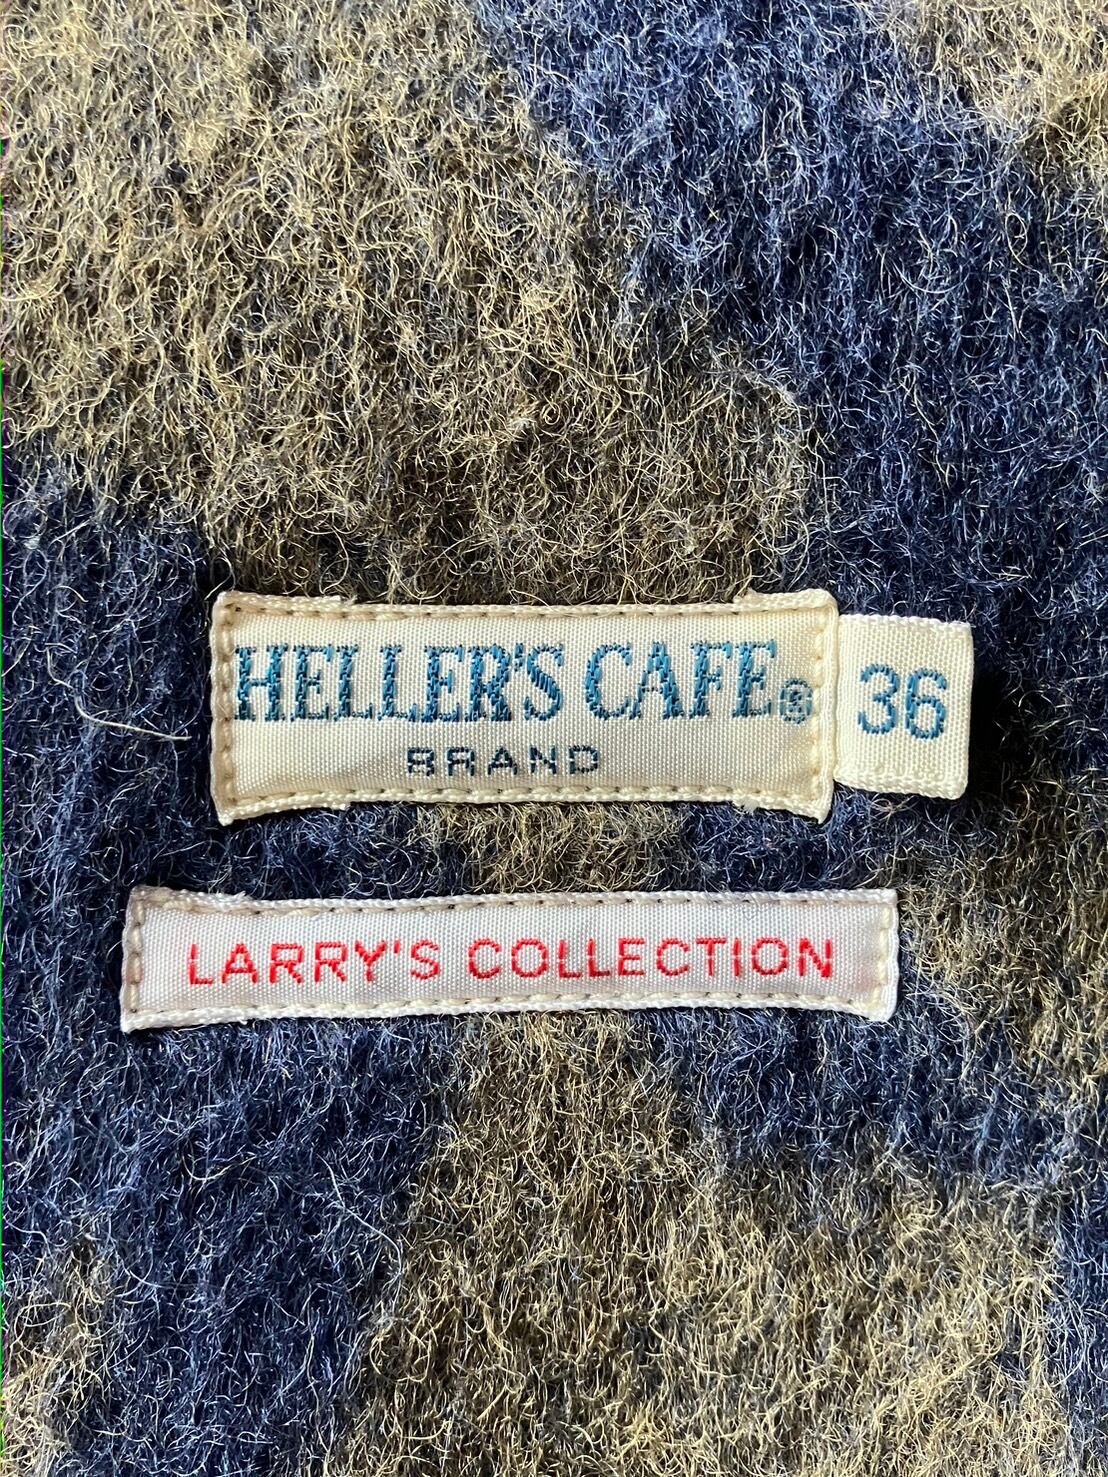 HELLER'S CAFE®
BRAND
36
LARRY'S COLLECTION